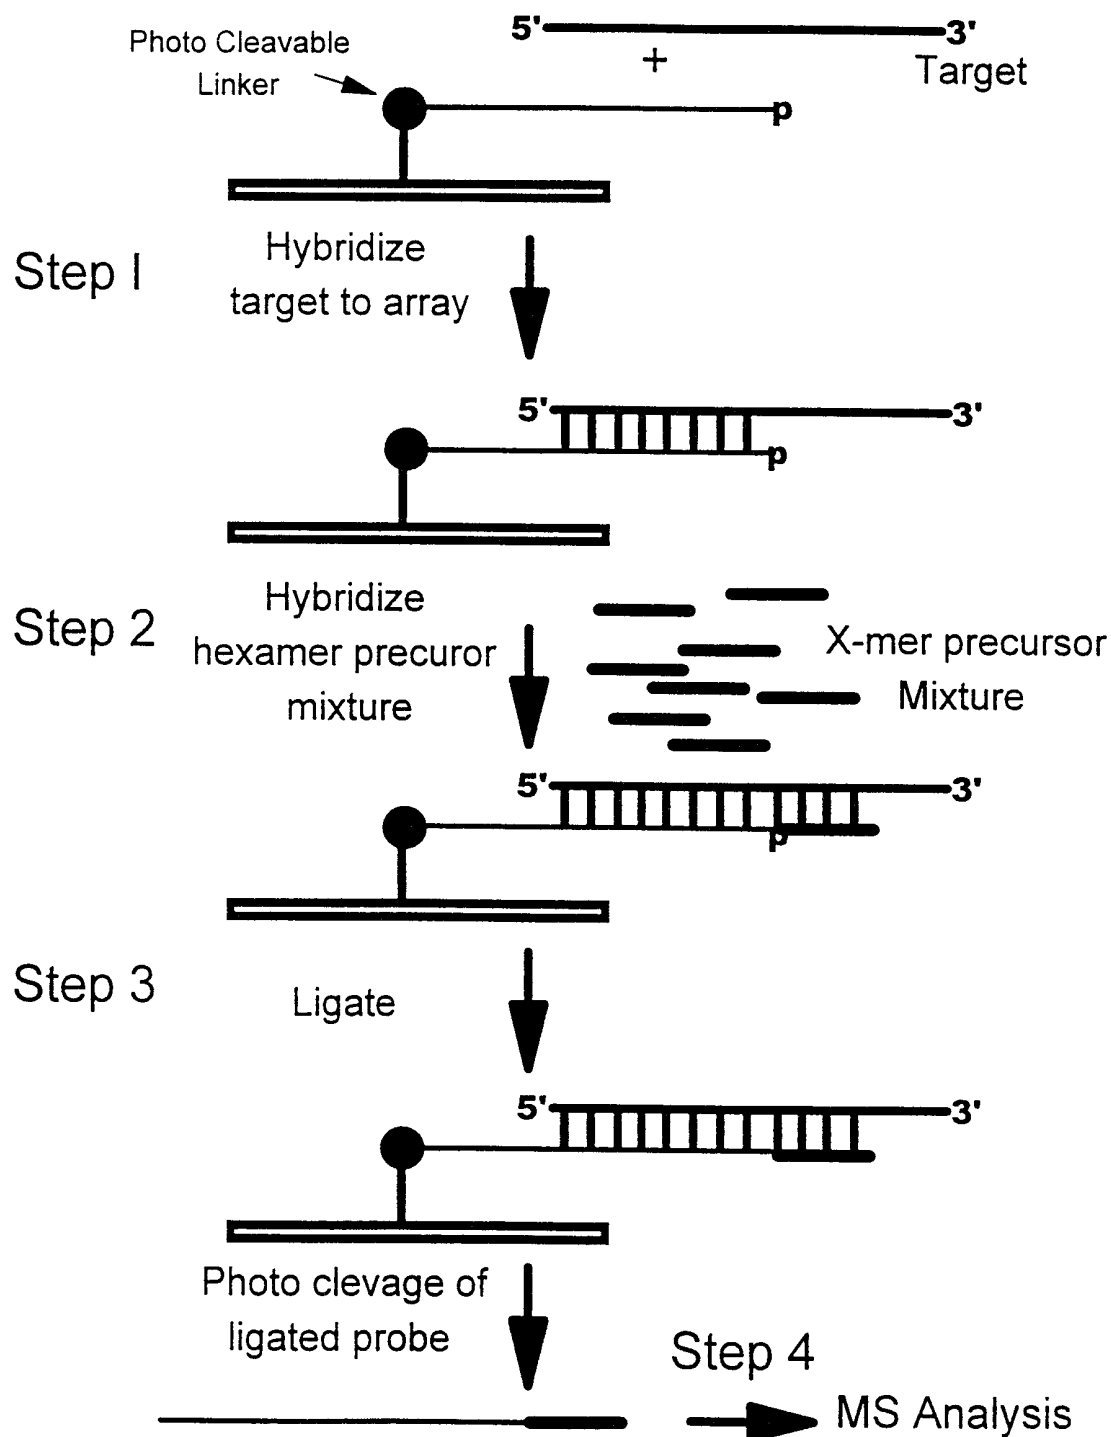 5' 3'
Photo Cleavable
Linker
+
Target
p
Step I
Hybridize
target to array
5' 3'
p
Step 2
Hybridize
hexamer precuror
mixture
X-mer precursor
Mixture
5' 3'
p
Step 3
Ligate
5' 3'
Photo clevage of
ligated probe
Step 4
MS Analysis